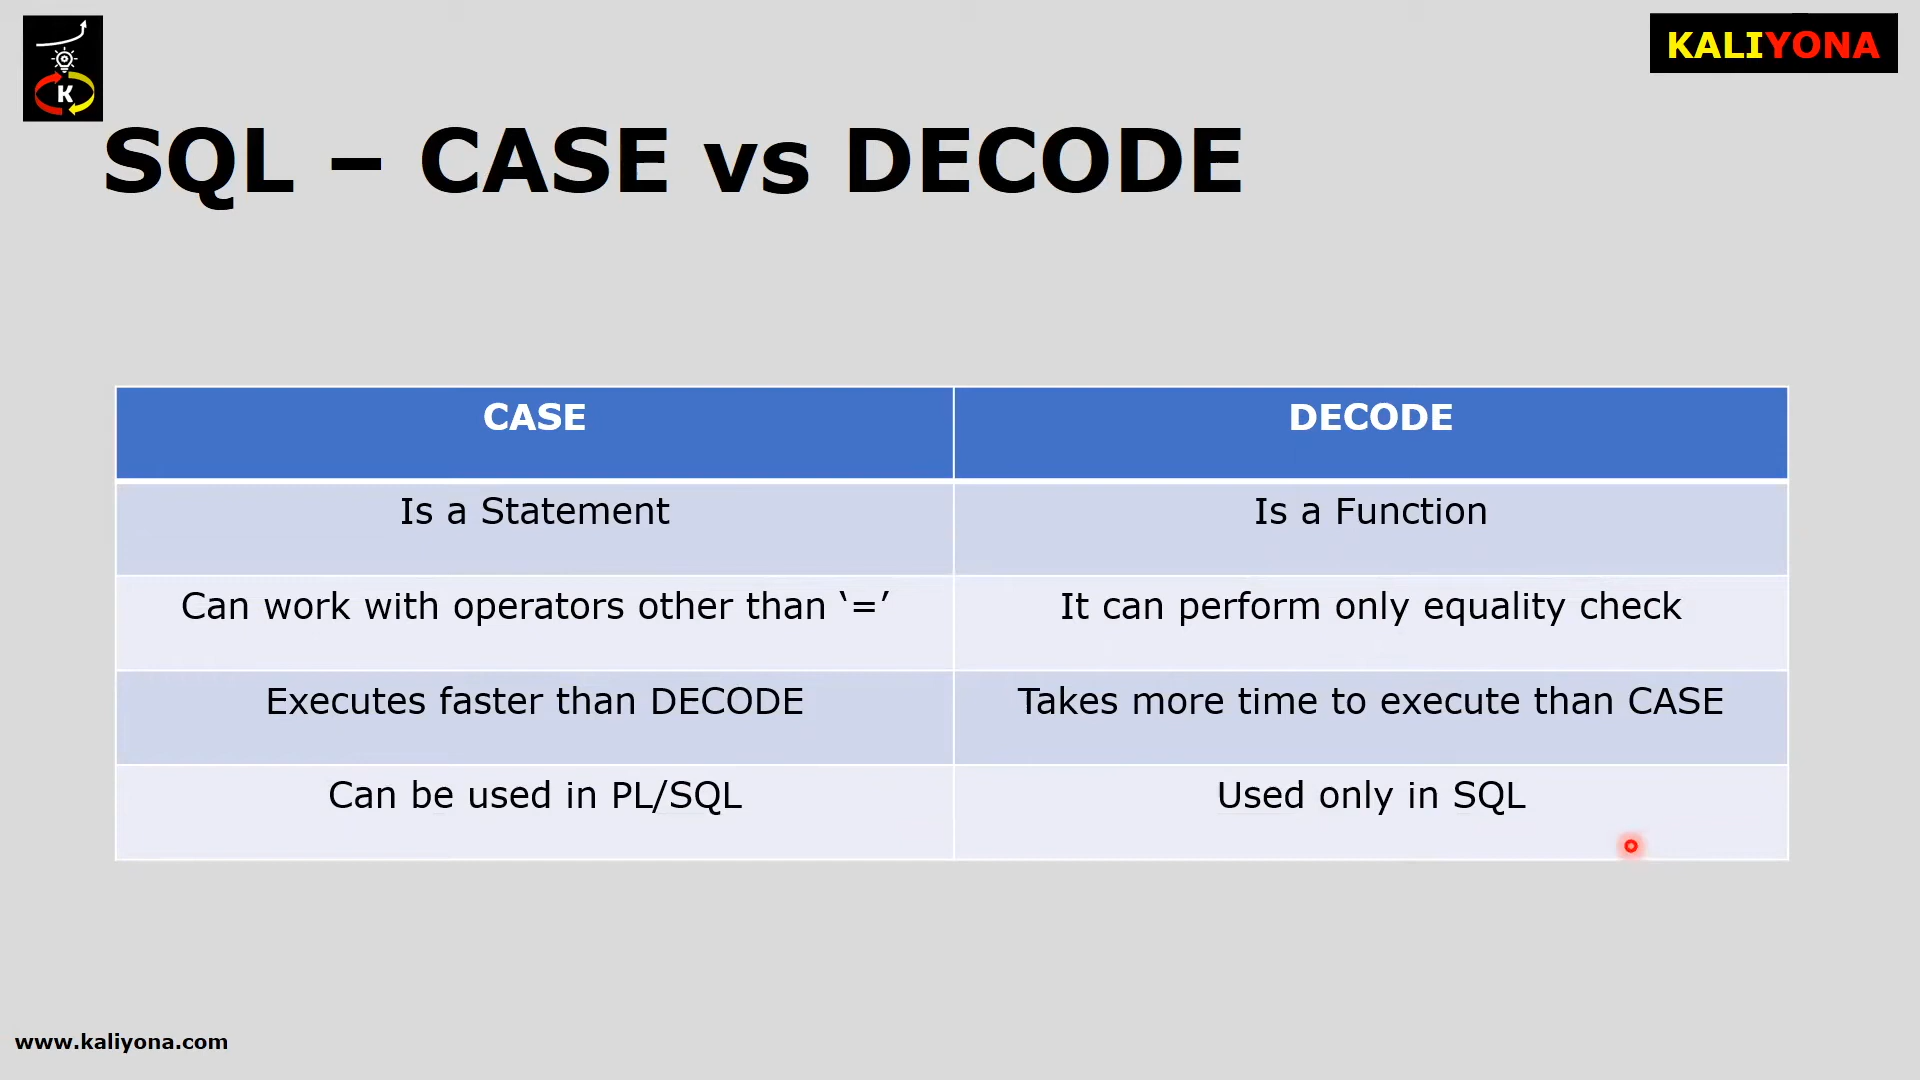 K
KALIYONA
SQL – CASE vs DECODE
CASE
DECODE
Is a Statement
Is a Function
Can work with operators other than ‘=’
It can perform only equality check
Executes faster than DECODE
Takes more time to execute than CASE
Can be used in PL/SQL
Used only in SQL
www.kaliyona.com